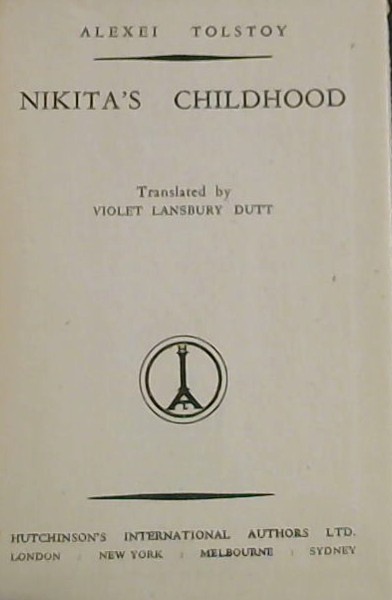 ALEXEI TOLSTOY
NIKITA'S CHILDHOOD
Translated by
VIOLET LANSBURY DUTT
HUTCHINSON'S INTERNATIONAL AUTHORS LTD.
LONDON : NEW YORK : MELBOURNE : SYDNEY